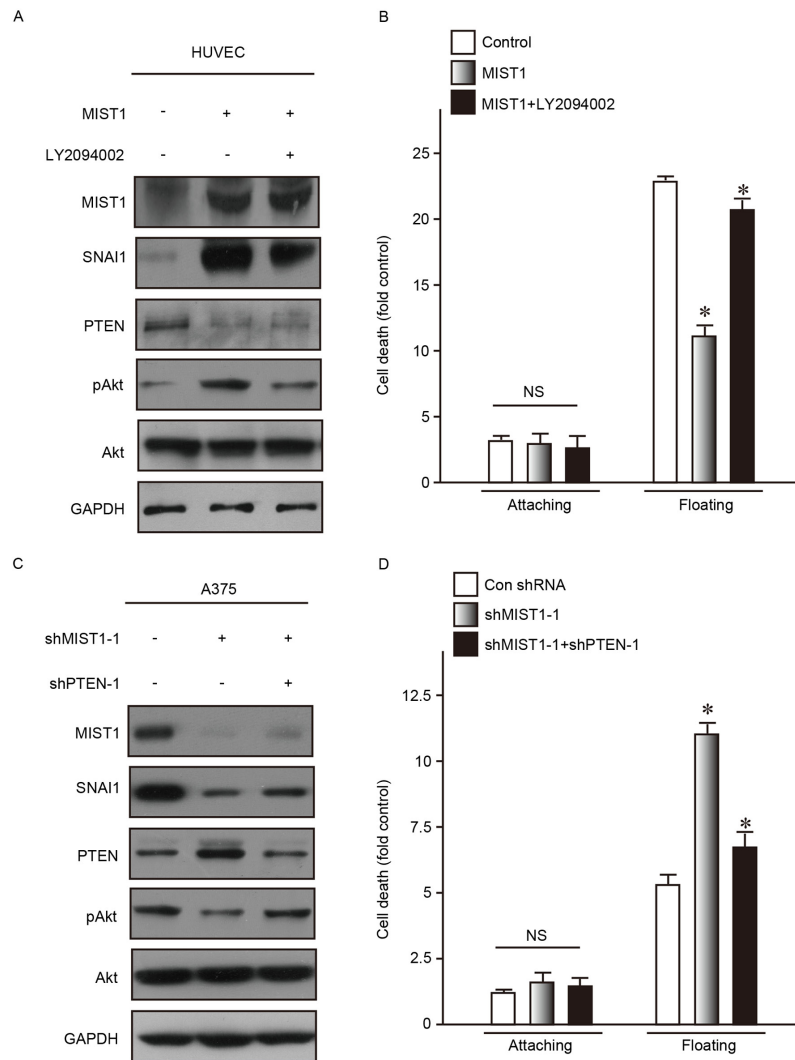 A
HUVEC
MIST1 - + +
LY2094002 - - +
MIST1
SNAI1
PTEN
pAkt
Akt
GAPDH
B
Control
MIST1
MIST1+LY2094002
Cell death (fold control)
25
20
15
10
5
0
NS
*
*
Attaching
Floating
C
A375
shMIST1-1 - + +
shPTEN-1 - - +
MIST1
SNAI1
PTEN
pAkt
Akt
GAPDH
D
Con shRNA
shMIST1-1
shMIST1-1+shPTEN-1
Cell death (fold control)
12.5
10
7.5
5
2.5
0
NS
*
*
Attaching
Floating